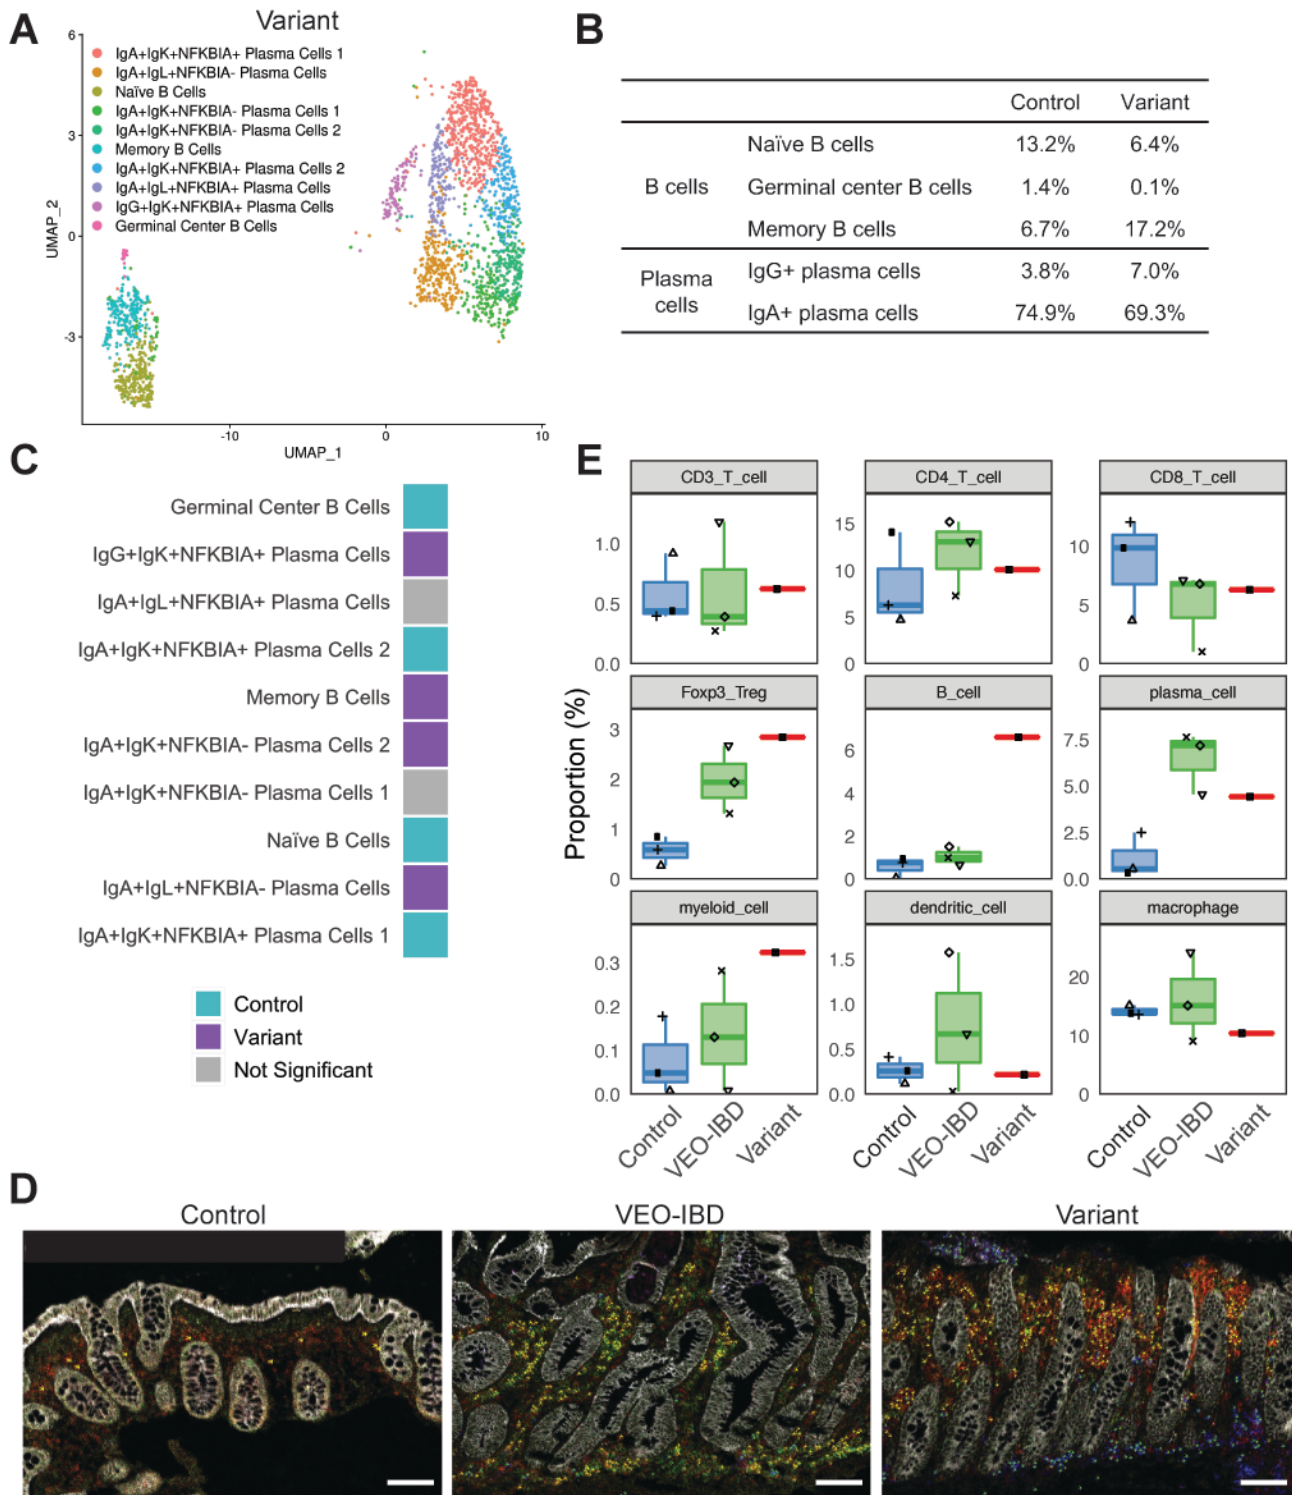 A
Variant
6
3
0
-3
UMAP_2
-10
0
10
UMAP_1
IgA+IgK+NFKBIA+ Plasma Cells 1
IgA+IgL+NFKBIA- Plasma Cells
Naïve B Cells
IgA+IgK+NFKBIA- Plasma Cells 1
IgA+IgK+NFKBIA- Plasma Cells 2
Memory B Cells
IgA+IgK+NFKBIA+ Plasma Cells 2
IgA+IgL+NFKBIA+ Plasma Cells
IgG+IgK+NFKBIA+ Plasma Cells
Germinal Center B Cells
B
Control Variant
B cells
Naïve B cells 13.2% 6.4%
Germinal center B cells 1.4% 0.1%
Memory B cells 6.7% 17.2%
Plasma
cells
IgG+ plasma cells 3.8% 7.0%
IgA+ plasma cells 74.9% 69.3%
C
Germinal Center B Cells
IgG+IgK+NFKBIA+ Plasma Cells
IgA+IgL+NFKBIA+ Plasma Cells
IgA+IgK+NFKBIA+ Plasma Cells 2
Memory B Cells
IgA+IgK+NFKBIA- Plasma Cells 2
IgA+IgK+NFKBIA- Plasma Cells 1
Naïve B Cells
IgA+IgL+NFKBIA- Plasma Cells
IgA+IgK+NFKBIA+ Plasma Cells 1
Control
Variant
Not Significant
E
Proportion (%)
CD3_T_cell
1.0
0.5
0.0
CD4_T_cell
15
10
5
0
CD8_T_cell
10
5
0
Foxp3_Treg
3
2
1
0
B_cell
6
4
2
0
plasma_cell
7.5
5.0
2.5
0.0
myeloid_cell
0.3
0.2
0.1
0.0
dendritic_cell
1.5
1.0
0.5
0.0
macrophage
20
10
0
Control
VEO-IBD
Variant
Control
VEO-IBD
Variant
Control
VEO-IBD
Variant
D
Control
VEO-IBD
Variant